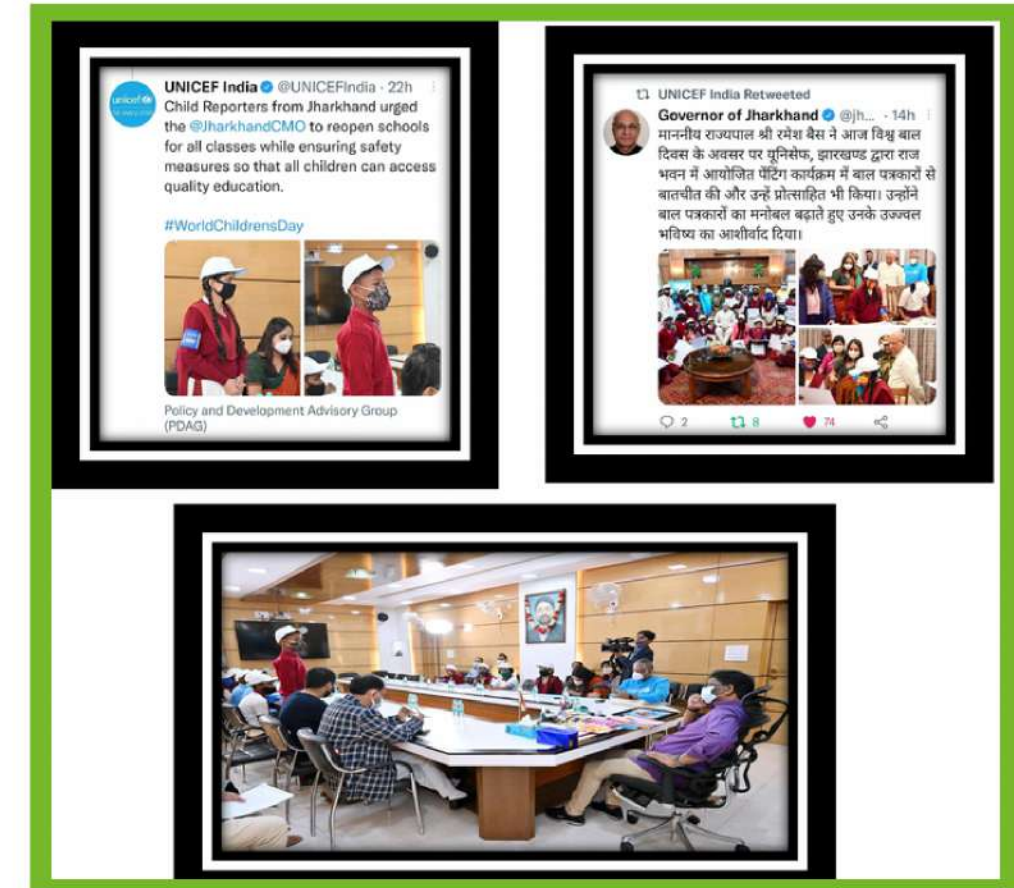 UNICEF India @UNICEFIndia · 22h
unicef
Child Reporters from Jharkhand urged
the @JharkhandCMO to reopen schools
for all classes while ensuring safety
measures so that all children can access
quality education.
#WorldChildrensDay
Policy and Development Advisory Group
(PDAG)
UNICEF India Retweeted
Governor of Jharkhand @jh... · 14h
माननीय राज्यपाल श्री रमेश बैस ने आज विश्व बाल
दिवस के अवसर पर यूनिसेफ, झारखण्ड द्वारा राज
भवन में आयोजित पेंटिंग कार्यक्रम में बाल पत्रकारों से
बातचीत की और उन्हें प्रोत्साहित भी किया। उन्होंने
बाल पत्रकारों का मनोबल बढ़ाते हुए उनके उज्ज्वल
भविष्य का आशीर्वाद दिया।
2 8 74